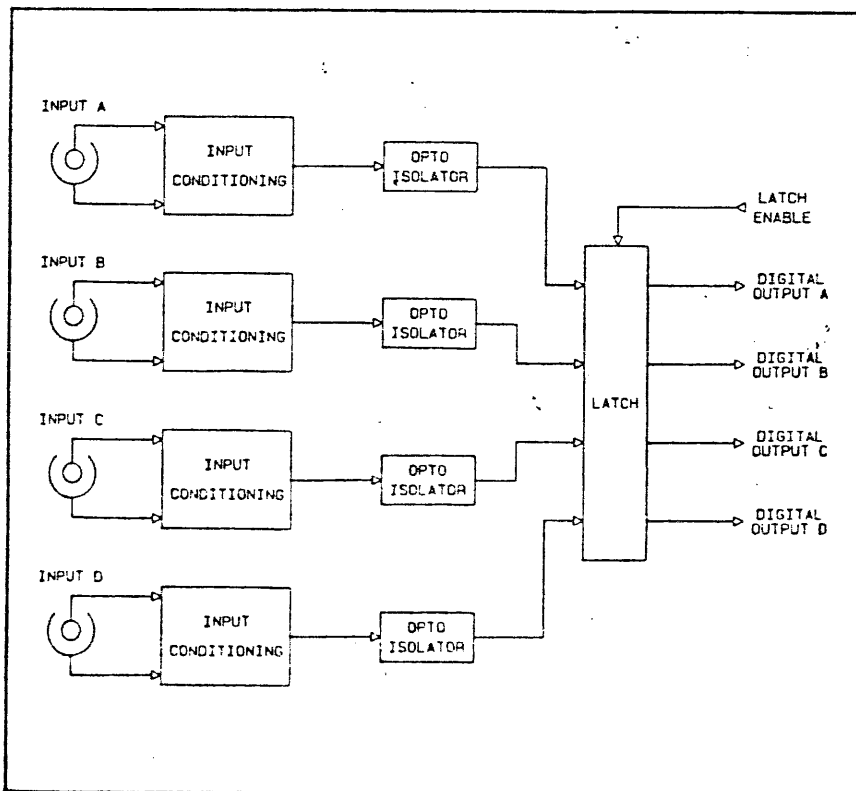 INPUT A
INPUT
CONDITIONING
OPTO
ISOLATOR
LATCH
ENABLE
INPUT B
INPUT
CONDITIONING
OPTO
ISOLATOR
DIGITAL
OUTPUT A
DIGITAL
OUTPUT B
LATCH
INPUT C
INPUT
CONDITIONING
OPTO
ISOLATOR
DIGITAL
OUTPUT C
DIGITAL
OUTPUT D
INPUT D
INPUT
CONDITIONING
OPTO
ISOLATOR